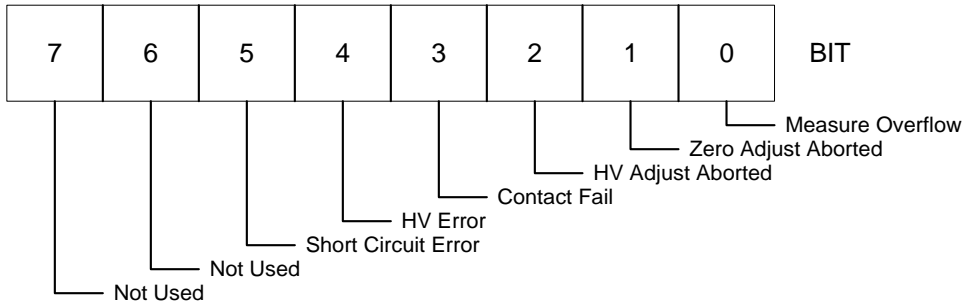 7 6 5 4 3 2 1 0 BIT
Measure Overflow
Zero Adjust Aborted
HV Adjust Aborted
Contact Fail
HV Error
Short Circuit Error
Not Used
Not Used